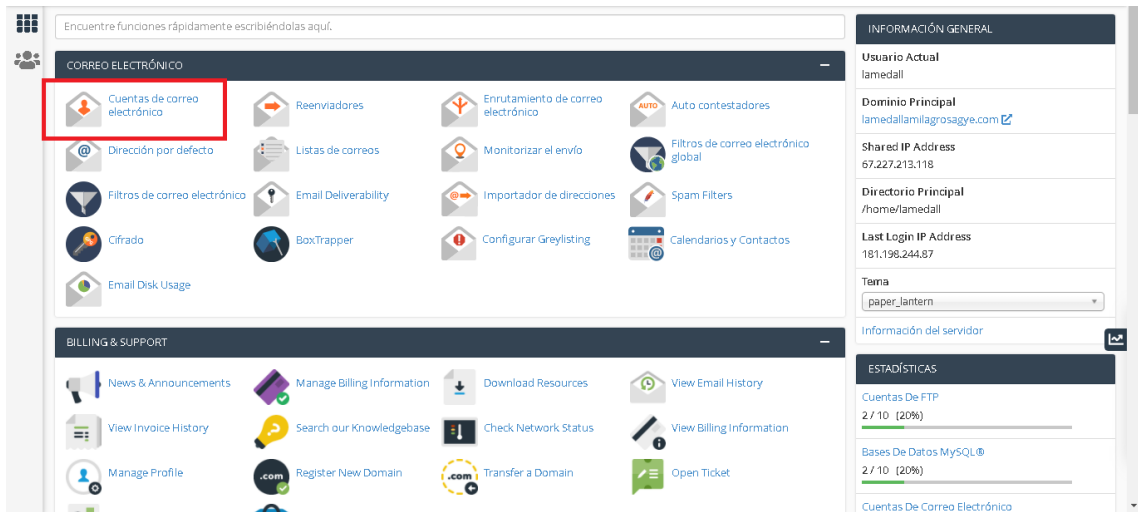 Encuentre funciones rápidamente escribiéndolas aquí.
CORREO ELECTRÓNICO
Cuentas de correo
electrónico
Reenviadores
Enrutamiento de correo
electrónico
AUTO
Auto contestadores
@
Dirección por defecto
Listas de correos
Monitorizar el envío
Filtros de correo electrónico
global
Filtros de correo electrónico
Email Deliverability
@
Importador de direcciones
Spam Filters
Cifrado
BoxTrapper
Configurar Greylisting
@
Calendarios y Contactos
Email Disk Usage
BILLING & SUPPORT
News & Announcements
Manage Billing Information
Download Resources
View Email History
View Invoice History
Search our Knowledgebase
Check Network Status
View Billing Information
Manage Profile
.com
Register New Domain
.com
Transfer a Domain
Open Ticket
INFORMACIÓN GENERAL
Usuario Actual
lamedall
Dominio Principal
lamedallamilagrosagye.com
Shared IP Address
67.227.213.118
Directorio Principal
/home/lamedall
Last Login IP Address
181.198.244.87
Tema
paper_lantern
Información del servidor
ESTADÍSTICAS
Cuentas De FTP
2 / 10 (20%)
Bases De Datos MySQL®
2 / 10 (20%)
Cuentas De Correo Electrónico